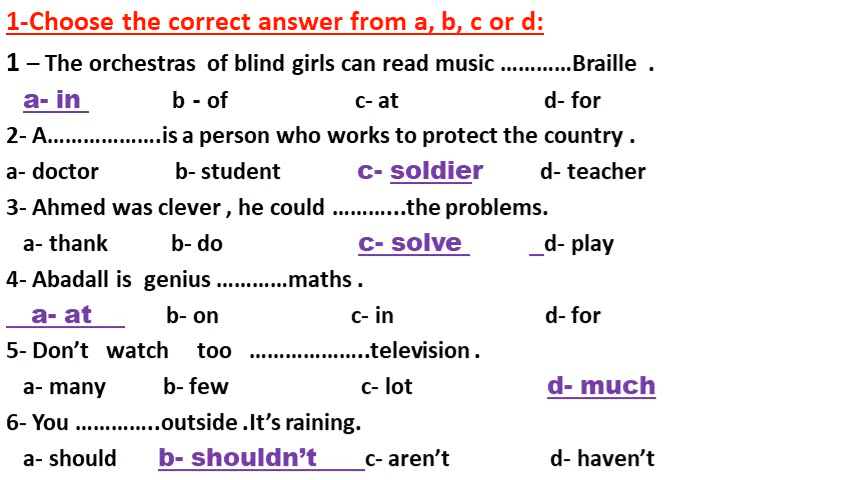 1-Choose the correct answer from a, b, c or d:
1 – The orchestras of blind girls can read music …………Braille .
a- in b - of c- at d- for
2- A……………….is a person who works to protect the country .
a- doctor b- student c- soldier d- teacher
3- Ahmed was clever , he could ………...the problems.
a- thank b- do c- solve d- play
4- Abadall is genius …………maths .
a- at b- on c- in d- for
5- Don’t watch too ………………..television .
a- many b- few c- lot d- much
6- You …………..outside .It’s raining.
a- should b- shouldn’t c- aren’t d- haven’t